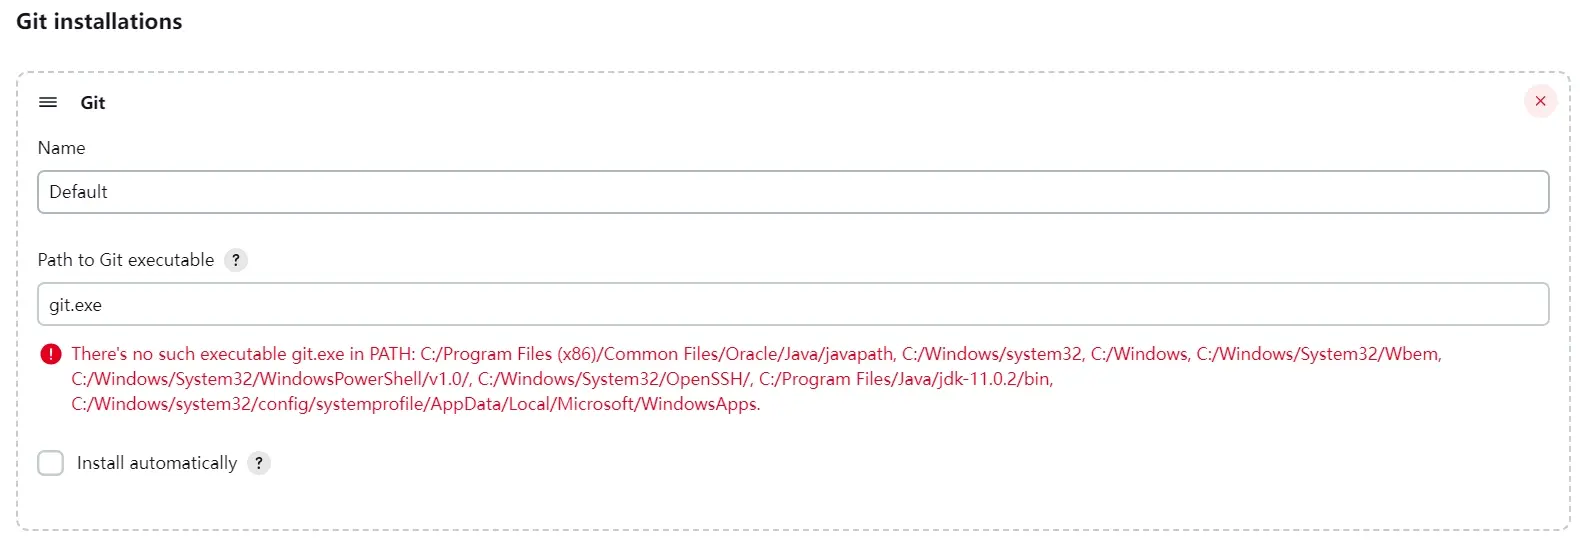 Git installations
Git
Name
Default
Path to Git executable ?
git.exe
There's no such executable git.exe in PATH: C:/Program Files (x86)/Common Files/Oracle/Java/javapath, C:/Windows/system32, C:/Windows, C:/Windows/System32/Wbem,
C:/Windows/System32/WindowsPowerShell/v1.0/, C:/Windows/System32/OpenSSH/, C:/Program Files/Java/jdk-11.0.2/bin,
C:/Windows/system32/config/systemprofile/AppData/Local/Microsoft/WindowsApps.
Install automatically ?